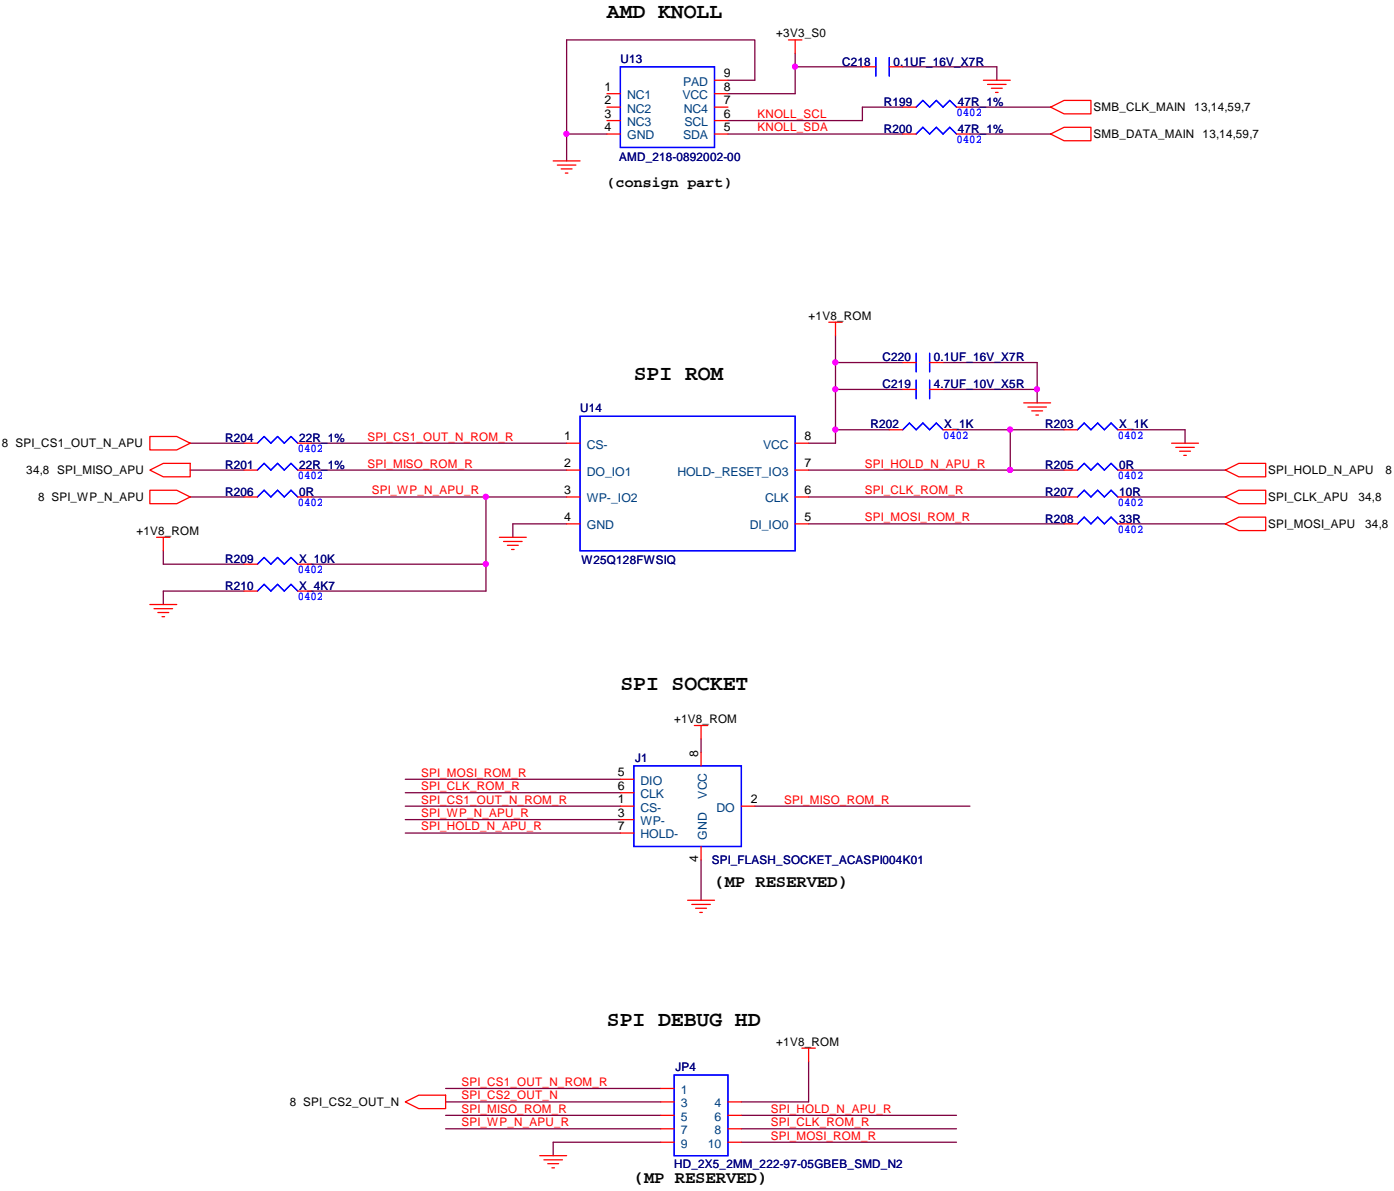 AMD KNOLL
+3V3_S0
U13
C218 0.1UF_16V_X7R
1 NC1 PAD 9
2 NC2 VCC 8
3 NC3 NC4 7
4 GND SCL 6
SDA 5
KNOLL_SCL
KNOLL_SDA
R199 47R_1% 0402 SMB_CLK_MAIN 13,14,59,7
R200 47R_1% 0402 SMB_DATA_MAIN 13,14,59,7
AMD_218-0892002-00
(consign part)
+1V8_ROM
C220 0.1UF_16V_X7R
SPI ROM
C219 4.7UF_10V_X5R
U14
R202 X_1K 0402 R203 X_1K 0402
8 SPI_CS1_OUT_N_APU R204 22R_1% 0402 SPI_CS1_OUT_N_ROM_R 1 CS- VCC 8
34,8 SPI_MISO_APU R201 22R_1% 0402 SPI_MISO_ROM_R 2 DO_IO1 HOLD-_RESET_IO3 7 SPI_HOLD_N_APU_R R205 0R 0402 SPI_HOLD_N_APU 8
8 SPI_WP_N_APU R206 0R 0402 SPI_WP_N_APU_R 3 WP-_IO2 CLK 6 SPI_CLK_ROM_R R207 10R 0402 SPI_CLK_APU 34,8
4 GND DI_IO0 5 SPI_MOSI_ROM_R R208 33R 0402 SPI_MOSI_APU 34,8
+1V8_ROM
R209 X_10K 0402
W25Q128FWSIQ
R210 X_4K7 0402
SPI SOCKET
+1V8_ROM
8
J1
SPI_MOSI_ROM_R 5 DIO
SPI_CLK_ROM_R 6 CLK
SPI_CS1_OUT_N_ROM_R 1 CS-
SPI_WP_N_APU_R 3 WP-
SPI_HOLD_N_APU_R 7 HOLD-
VCC
GND
DO 2 SPI_MISO_ROM_R
4
SPI_FLASH_SOCKET_ACASPI004K01
(MP RESERVED)
SPI DEBUG HD
+1V8_ROM
JP4
SPI_CS1_OUT_N_ROM_R 1
8 SPI_CS2_OUT_N SPI_CS2_OUT_N 3 4
SPI_MISO_ROM_R 5 6 SPI_HOLD_N_APU_R
SPI_WP_N_APU_R 7 8 SPI_CLK_ROM_R
9 10 SPI_MOSI_ROM_R
HD_2X5_2MM_222-97-05GBEB_SMD_N2
(MP RESERVED)